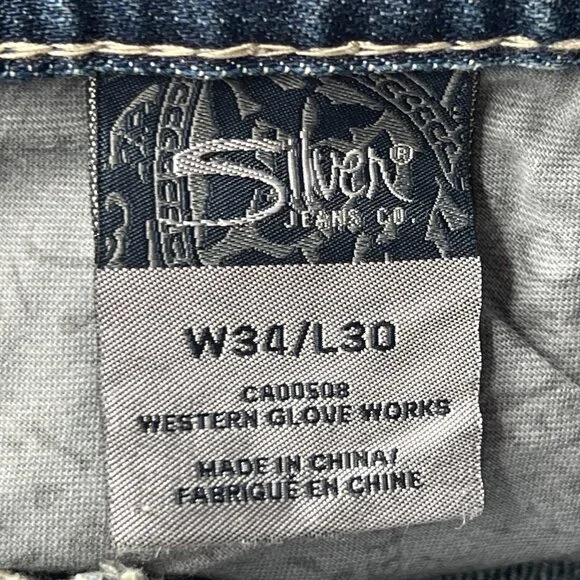 Silver®
JEANS CO.
W34/L30
CA00508
WESTERN GLOVE WORKS
MADE IN CHINA/
FABRIQUÉ EN CHINE